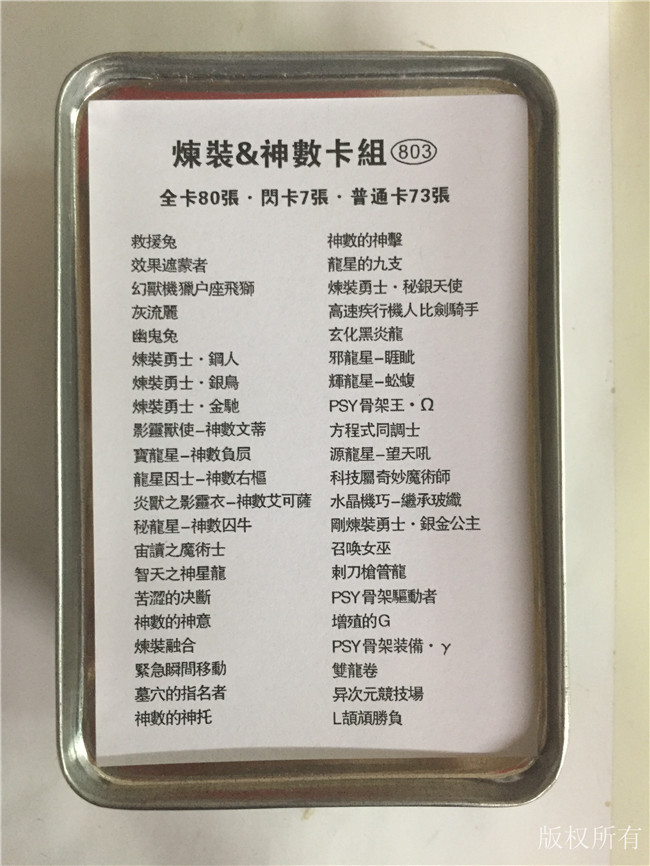 煉裝&神數卡組 803
全卡80張·閃卡7張·普通卡73張
救援兔
效果遮蒙者
幻獸機獵户座飛獅
灰流麗
幽鬼兔
煉裝勇士·鋼人
煉裝勇士·銀鳥
煉裝勇士·金馳
影靈獸使-神數文蒂
寶龍星-神數負屃
龍星因士-神數右樞
炎獸之影靈衣-神數艾可薩
秘龍星-神數囚牛
宙讀之魔術士
智天之神星龍
苦澀的决斷
神數的神意
煉裝融合
緊急瞬間移動
墓穴的指名者
神數的神托
神數的神擊
龍星的九支
煉裝勇士·秘銀天使
高速疾行機人比劍騎手
玄化黑炎龍
邪龍星-睚眦
輝龍星-蚣蝮
PSY骨架王·Ω
方程式同調士
源龍星-望天吼
科技屬奇妙魔術師
水晶機巧-繼承玻纖
剛煉裝勇士·銀金公主
召唤女巫
刺刀槍管龍
PSY骨架驅動者
增殖的G
PSY骨架装備·γ
雙龍卷
异次元競技場
L頡頏勝負
版权所有